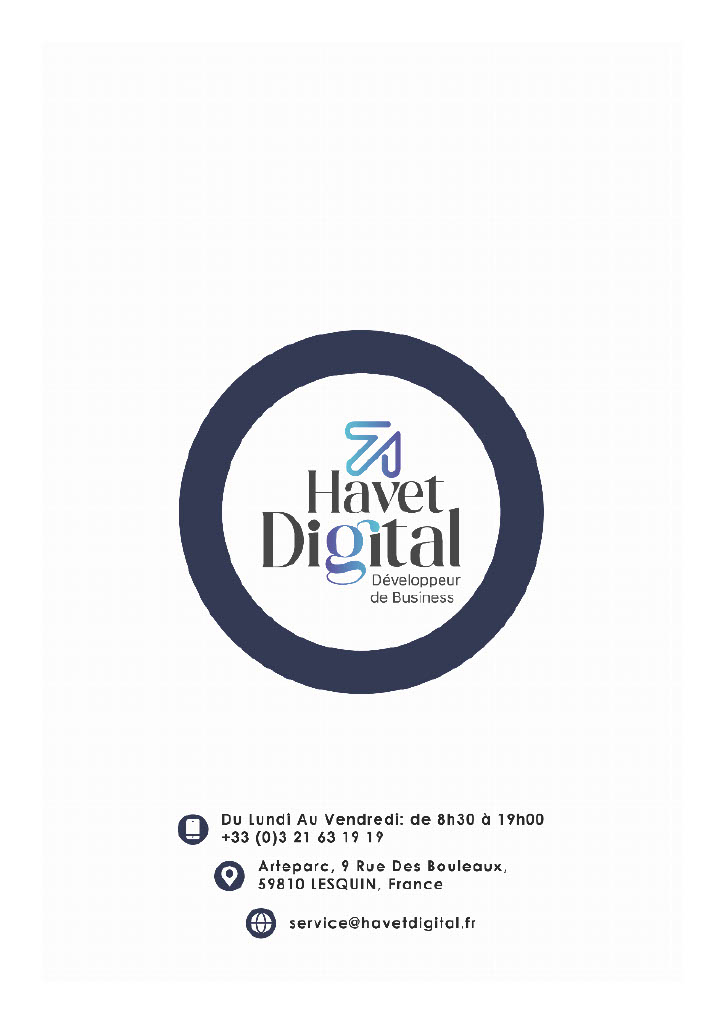 Havet
Digital
Développeur
de Business
Du Lundi Au Vendredi: de 8h30 à 19h00
+33 (0)3 21 63 19 19
Arteparc, 9 Rue Des Bouleaux,
59810 LESQUIN, France
service@havetdigital.fr